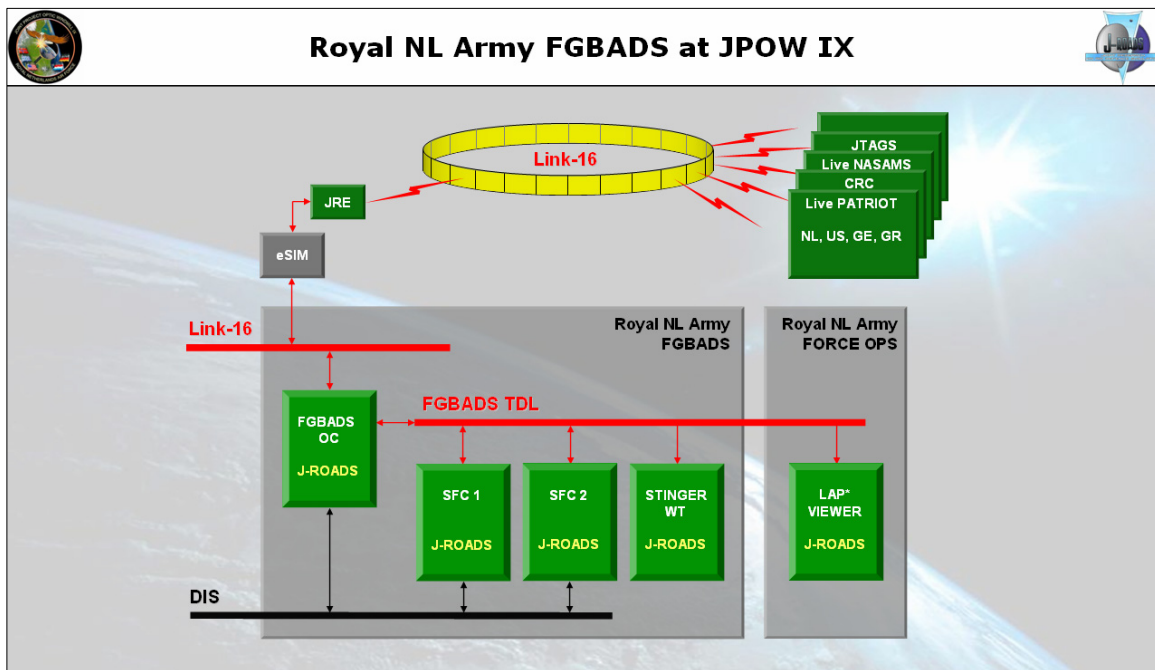 Royal NL Army FGBADS at JPOW IX
J-ROADS
Link-16
JTAGS
Live NASAMS
CRC
Live PATRIOT
NL, US, GE, GR
JRE
eSIM
Link-16
Royal NL Army
FGBADS
Royal NL Army
FORCE OPS
FGBADS TDL
FGBADS
OC
J-ROADS
SFC 1
J-ROADS
SFC 2
J-ROADS
STINGER
WT
J-ROADS
LAP*
VIEWER
J-ROADS
DIS